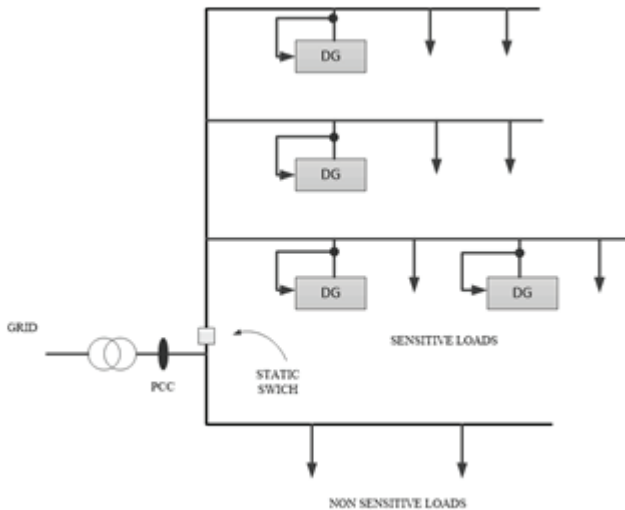 DG
DG
DG
DG
SENSITIVE LOADS
GRID
PCC
STATIC
SWICH
NON SENSITIVE LOADS